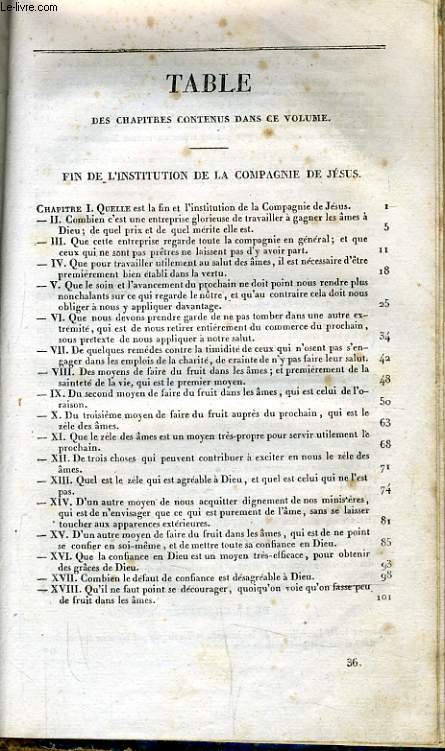 Le-livre.com
TABLE
DES CHAPITRES CONTENUS DANS CE VOLUME.
FIN DE L'INSTITUTION DE LA COMPAGNIE DE JÉSUS.
CHAPITRE I. QUELLE est la fin et l'institution de la Compagnie de Jésus. 1
— II. Combien c'est une entreprise glorieuse de travailler à gagner les âmes à
Dieu; de quel prix et de quel mérite elle est. 5
— III. Que cette entreprise regarde toute la compagnie en général; et que
ceux qui ne sont pas prêtres ne laissent pas d'y avoir part. 11
— IV. Que pour travailler utilement au salut des âmes, il est nécessaire d'être
premièrement bien établi dans la vertu. 18
— V. Que le soin et l'avancement du prochain ne doit point nous rendre plus
nonchalants sur ce qui regarde le nôtre, et qu'au contraire cela doit nous
obliger à nous y appliquer davantage. 25
— VI. Que nous devons prendre garde de ne pas tomber dans une autre ex-
trémité, qui est de nous retirer entièrement du commerce du prochain,
sous prétexte de nous appliquer à notre salut. 34
— VII. De quelques remèdes contre la timidité de ceux qui n'osent pas s'en-
gager dans les emplois de la charité, de crainte de n'y pas faire leur salut. 42
— VIII. Des moyens de faire du fruit dans les âmes; et premièrement de la
sainteté de la vie, qui est le premier moyen. 48
— IX. Du second moyen de faire du fruit dans les âmes, qui est celui de l'o-
raison. 50
— X. Du troisième moyen de faire du fruit auprès du prochain, qui est le
zèle des âmes. 63
— XI. Que le zèle des âmes est un moyen très-propre pour servir utilement le
prochain. 68
— XII. De trois choses qui peuvent contribuer à exciter en nous le zèle des
âmes. 71
— XIII. Quel est le zèle qui est agréable à Dieu, et quel est celui qui ne l'est
pas. 74
— XIV. D'un autre moyen de nous acquitter dignement de nos ministères,
qui est de n'envisager que ce qui est purement de l'âme, sans se laisser
toucher aux apparences extérieures. 81
— XV. D'un autre moyen de faire du fruit dans les âmes, qui est de ne point
se confier en soi-même, et de mettre toute sa confiance en Dieu. 85
— XVI. Que la confiance en Dieu est un moyen très-efficace, pour obtenir
des grâces de Dieu. 93
— XVII. Combien le défaut de confiance est désagréable à Dieu. 98
— XVIII. Qu'il ne faut point se décourager, quoiqu'on voie qu'on fasse peu
de fruit dans les âmes. 101
36.